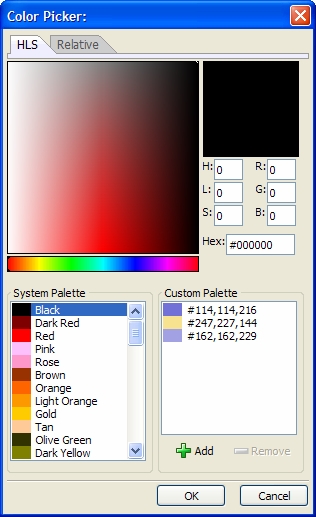 Color Picker:
HLS Relative
H: 0 R: 0
L: 0 G: 0
S: 0 B: 0
Hex: #000000
System Palette Custom Palette
Black #114,114,216
Dark Red #247,227,144
Red #162,162,229
Pink
Rose
Brown
Orange
Light Orange
Gold
Tan
Olive Green
Dark Yellow
Add Remove
OK Cancel